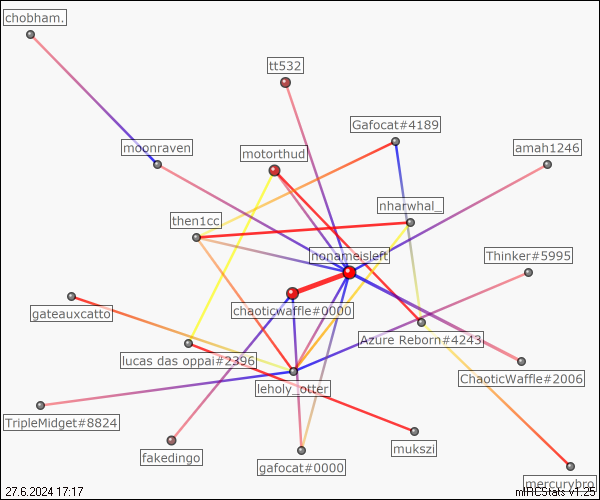 chobham.
tt532
Gafocat#4189
moonraven
motorthud
amah1246
nharwhal_
then1cc
nonameisleft
Thinker#5995
gateauxcatto
chaoticwaffle#0000
Azure Reborn#4243
lucas das oppai#2396
ChaoticWaffle#2006
leholy_otter
TripleMidget#8824
mukszi
fakedingo
gafocat#0000
mercurybro
27.6.2024 17:17
mIRCStats v1.25